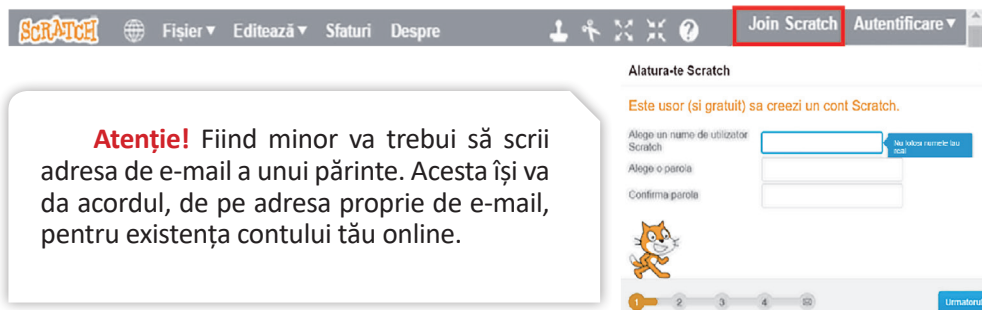 SCRATCH Fișier Editează Sfaturi Despre Join Scratch Autentificare
Alatura-te Scratch
Este usor (si gratuit) sa creezi un cont Scratch.
Atenție! Fiind minor va trebui să scrii
adresa de e-mail a unui părinte. Acesta își va
da acordul, de pe adresa proprie de e-mail,
pentru existența contului tău online.
Alege un nume de utilizator
Scratch
Nu folosi numele tau
real
Alege o parola
Confirma parola
1 2 3 4
Urmatorul